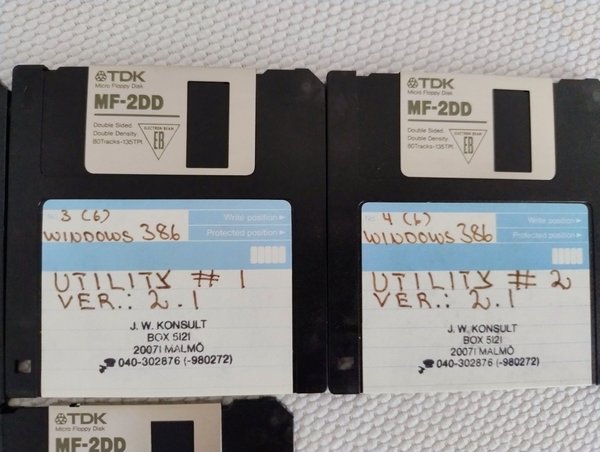 TDK
Micro Floppy Disk
MF-2DD
Double Sided
Double Density
80Tracks-135TPI
ELECTRON BEAM
EB
No. 3 (6)
WINDOWS 386
Write position
Protected position
UTILITY # 1
VER.: 2.1
J. W. KONSULT
BOX 5121
20071 MALMÖ
☎ 040-302876 (-980272)
TDK
Micro Floppy Disk
MF-2DD
Double Sided
Double Density
80Tracks-135TPI
ELECTRON BEAM
EB
No. 4 (6)
WINDOWS 386
Write position
Protected position
UTILITY # 2
VER.: 2.1
J. W. KONSULT
BOX 5121
20071 MALMÖ
☎ 040-302876 (-980272)
TDK
Micro Floppy Disk
MF-2DD